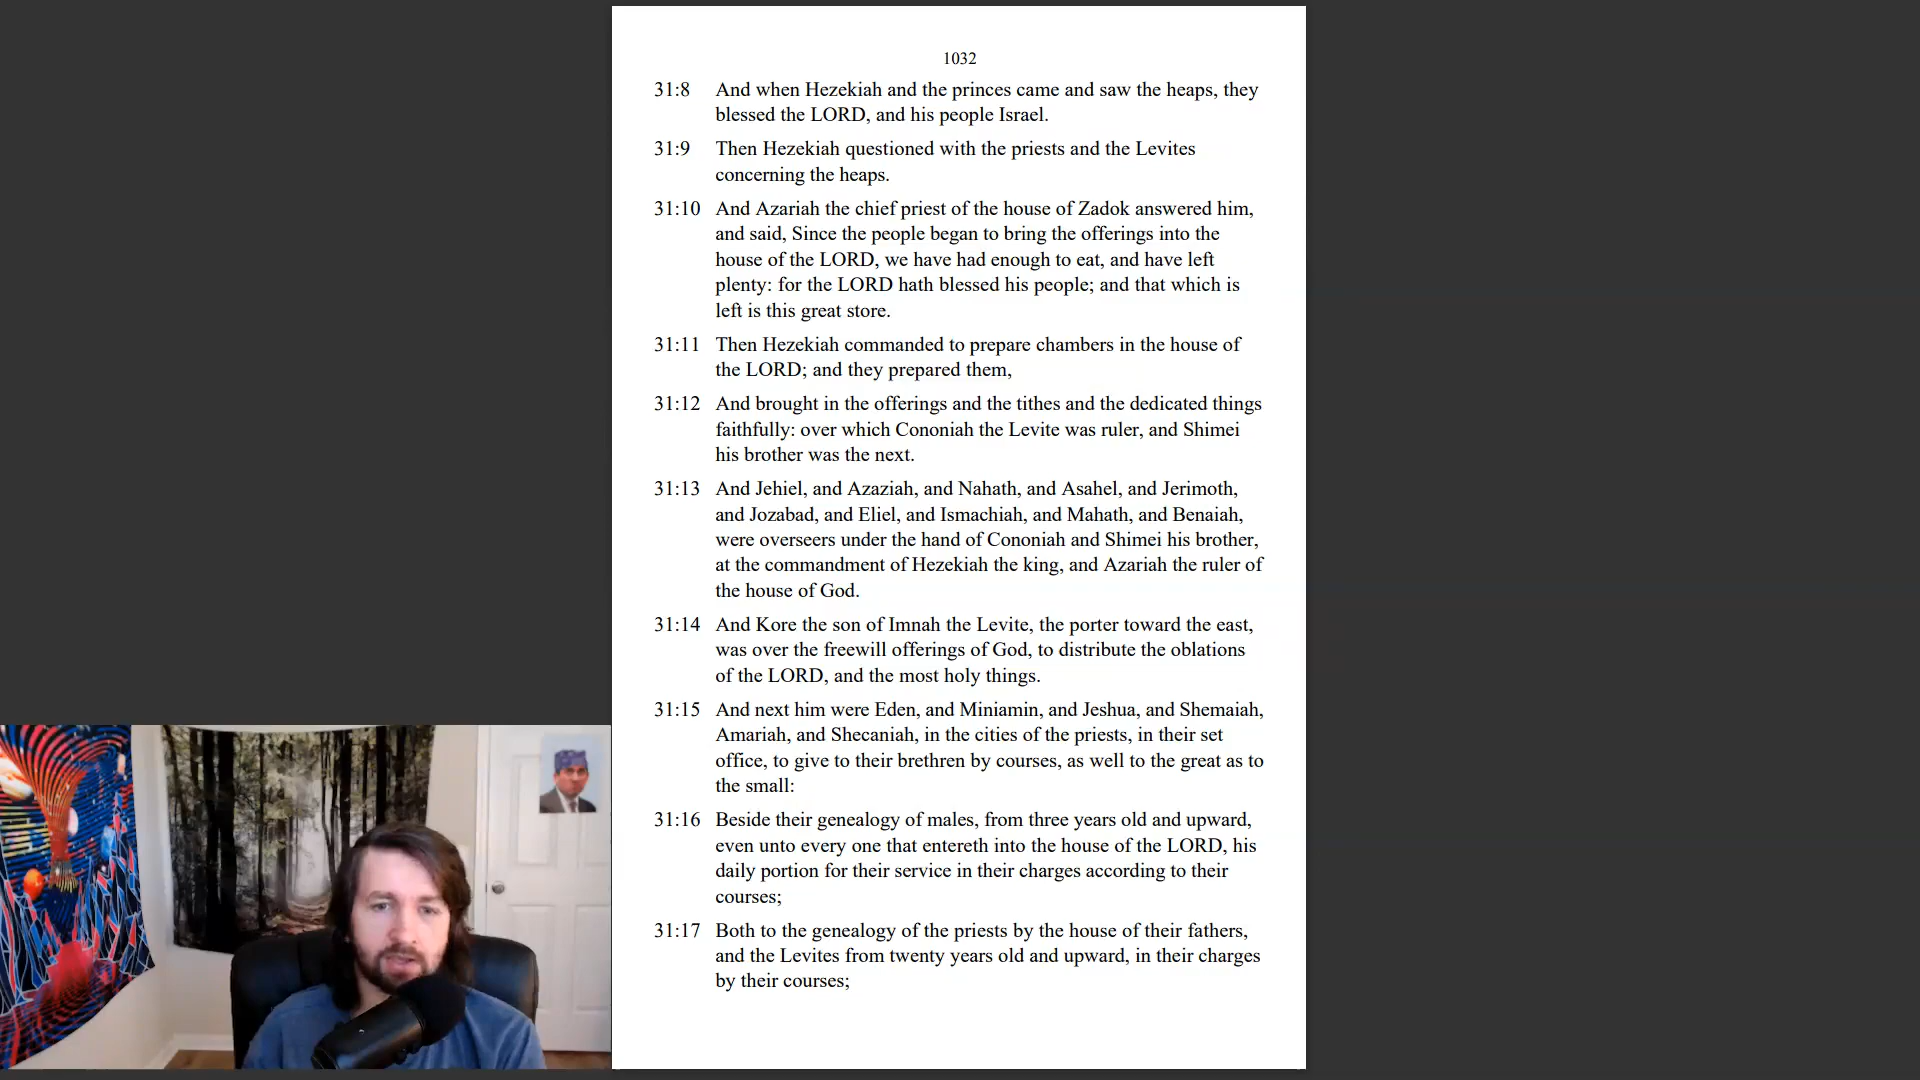 1032
31:8 And when Hezekiah and the princes came and saw the heaps, they
blessed the LORD, and his people Israel.
31:9 Then Hezekiah questioned with the priests and the Levites
concerning the heaps.
31:10 And Azariah the chief priest of the house of Zadok answered him,
and said, Since the people began to bring the offerings into the
house of the LORD, we have had enough to eat, and have left
plenty: for the LORD hath blessed his people; and that which is
left is this great store.
31:11 Then Hezekiah commanded to prepare chambers in the house of
the LORD; and they prepared them,
31:12 And brought in the offerings and the tithes and the dedicated things
faithfully: over which Cononiah the Levite was ruler, and Shimei
his brother was the next.
31:13 And Jehiel, and Azaziah, and Nahath, and Asahel, and Jerimoth,
and Jozabad, and Eliel, and Ismachiah, and Mahath, and Benaiah,
were overseers under the hand of Cononiah and Shimei his brother,
at the commandment of Hezekiah the king, and Azariah the ruler of
the house of God.
31:14 And Kore the son of Imnah the Levite, the porter toward the east,
was over the freewill offerings of God, to distribute the oblations
of the LORD, and the most holy things.
31:15 And next him were Eden, and Miniamin, and Jeshua, and Shemaiah,
Amariah, and Shecaniah, in the cities of the priests, in their set
office, to give to their brethren by courses, as well to the great as to
the small:
31:16 Beside their genealogy of males, from three years old and upward,
even unto every one that entereth into the house of the LORD, his
daily portion for their service in their charges according to their
courses;
31:17 Both to the genealogy of the priests by the house of their fathers,
and the Levites from twenty years old and upward, in their charges
by their courses;